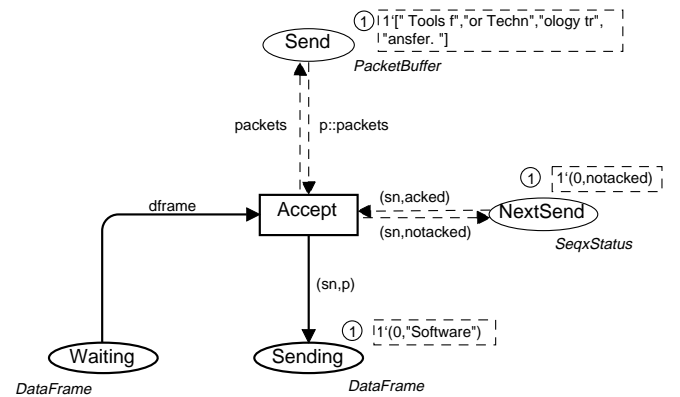 Send
1
1‘[" Tools f","or Techn","ology tr",
"ansfer. "]
PacketBuffer
packets
p::packets
(sn,acked)
1
1‘(0,notacked)
dframe
Accept
NextSend
(sn,notacked)
SeqxStatus
(sn,p)
1
1‘(0,"Software")
Waiting
Sending
DataFrame
DataFrame